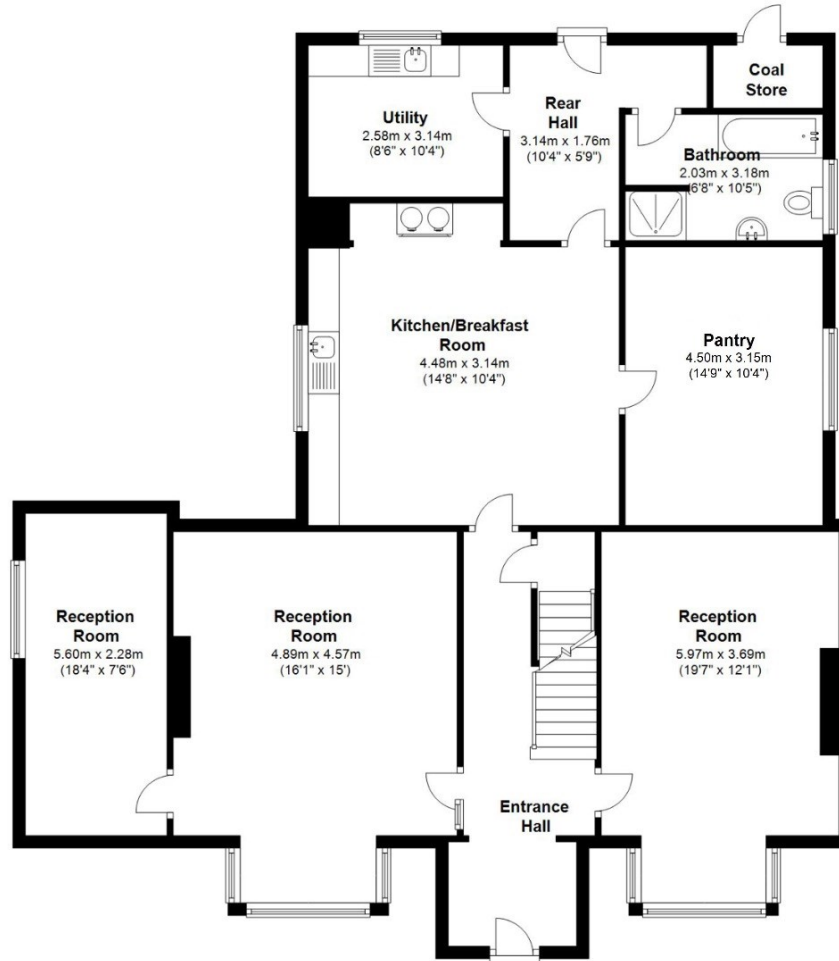 Utility
2.58m x 3.14m
(8'6" x 10'4")
Rear
Hall
3.14m x 1.76m
(10'4" x 5'9")
Coal
Store
Bathroom
2.03m x 3.18m
(6'8" x 10'5")
Kitchen/Breakfast
Room
4.48m x 3.14m
(14'8" x 10'4")
Pantry
4.50m x 3.15m
(14'9" x 10'4")
Reception
Room
5.60m x 2.28m
(18'4" x 7'6")
Reception
Room
4.89m x 4.57m
(16'1" x 15')
Reception
Room
5.97m x 3.69m
(19'7" x 12'1")
Entrance
Hall